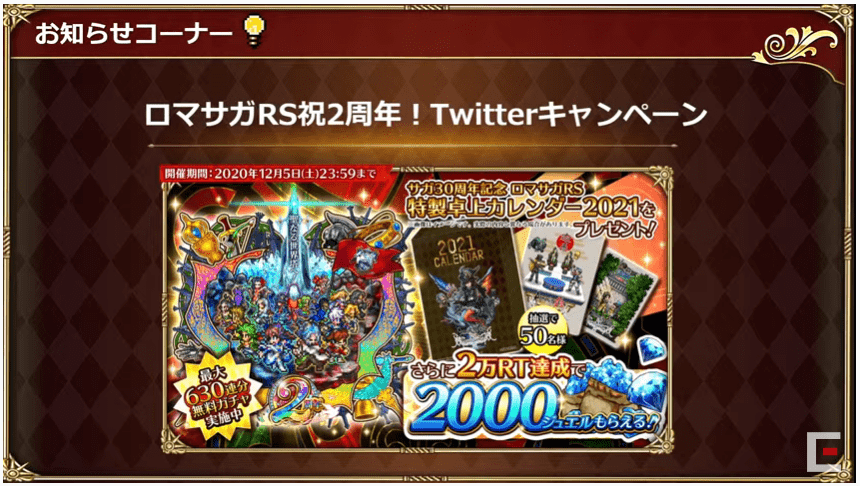 お知らせコーナー
ロマサガRS祝2周年！Twitterキャンペーン
開催期間：2020年12月5日(土)23:59まで
サガ30周年記念 ロマサガRS
特製卓上カレンダー2021を
プレゼント！
2021
CALENDAR
抽選で
50名様
最大
630連分
無料ガチャ
実施中
2周年
さらに2万RT達成で
2000
ジュエルもらえる！